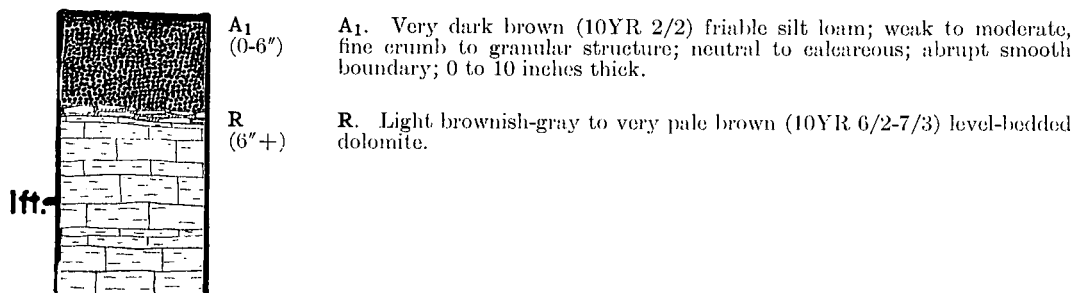 A1
(0-6″)
A1. Very dark brown (10YR 2/2) friable silt loam; weak to moderate,
fine crumb to granular structure; neutral to calcareous; abrupt smooth
boundary; 0 to 10 inches thick.
R
(6″+)
R. Light brownish-gray to very pale brown (10YR 6/2-7/3) level-bedded
dolomite.
1ft.